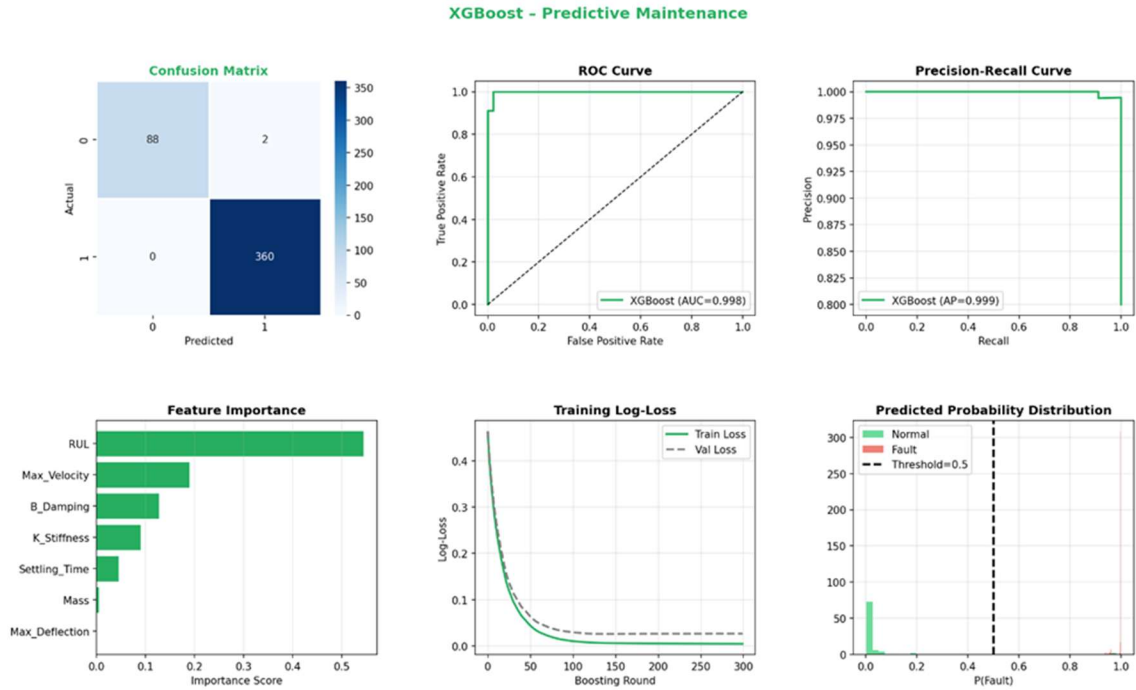 XGBoost – Predictive Maintenance
Confusion Matrix
88
2
0
360
0
1
Actual
0
1
Predicted
350
300
250
200
150
100
50
0
ROC Curve
1.0
0.8
0.6
0.4
0.2
0.0
True Positive Rate
XGBoost (AUC=0.998)
0.0 0.2 0.4 0.6 0.8 1.0
False Positive Rate
Precision-Recall Curve
1.000
0.975
0.950
0.925
0.900
0.875
0.850
0.825
0.800
Precision
XGBoost (AP=0.999)
0.0 0.2 0.4 0.6 0.8 1.0
Recall
Feature Importance
RUL
Max_Velocity
B_Damping
K_Stiffness
Settling_Time
Mass
Max_Deflection
0.0 0.1 0.2 0.3 0.4 0.5
Importance Score
Training Log-Loss
Train Loss
Val Loss
0.4
0.3
0.2
0.1
0.0
Log-Loss
0 50 100 150 200 250 300
Boosting Round
Predicted Probability Distribution
Normal
Fault
Threshold=0.5
300
250
200
150
100
50
0
0.0 0.2 0.4 0.6 0.8 1.0
P(Fault)